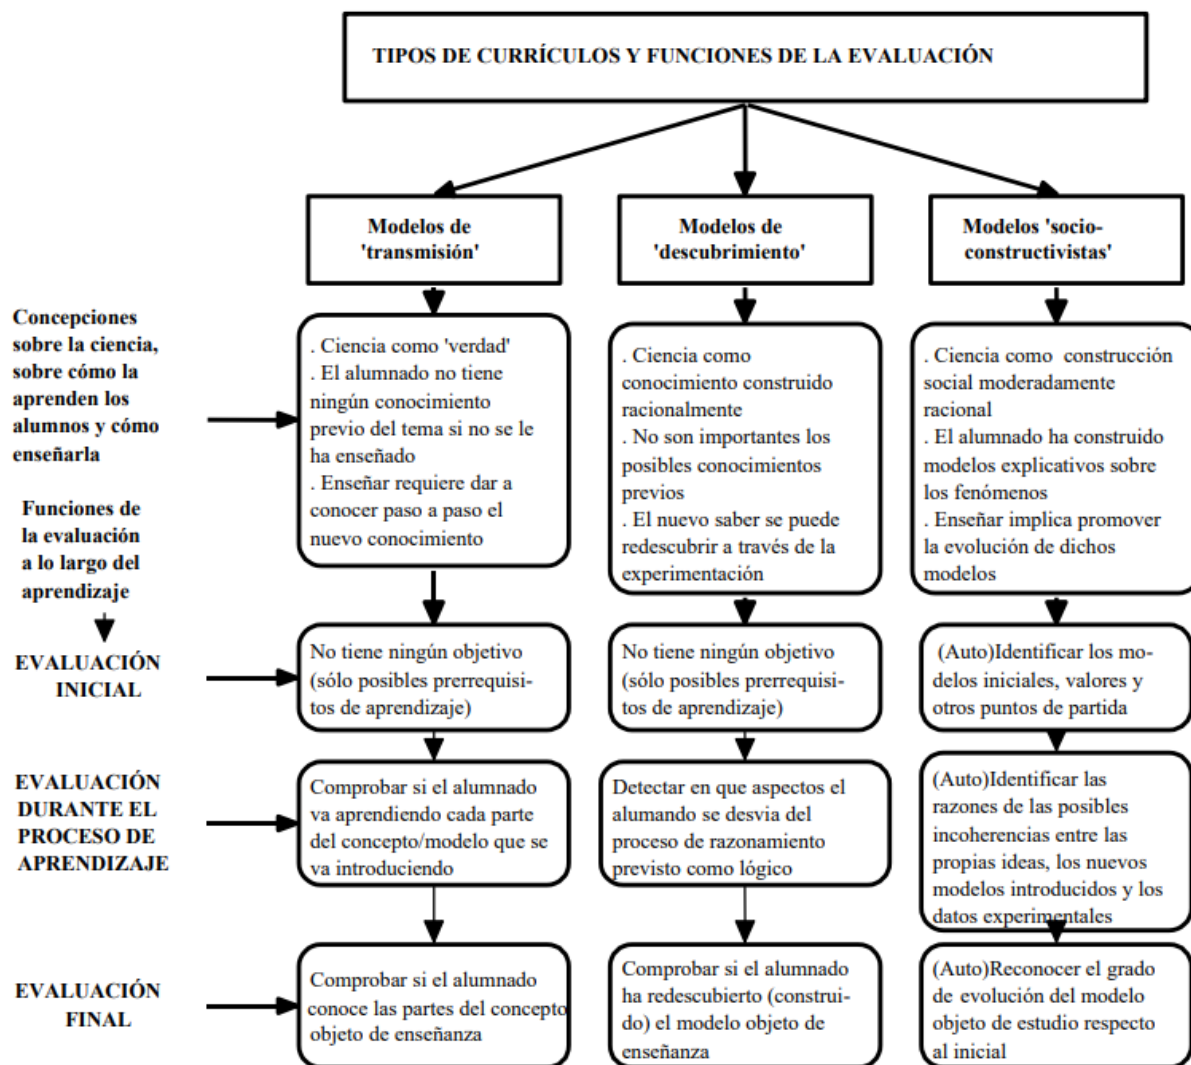 TIPOS DE CURRÍCULOS Y FUNCIONES DE LA EVALUACIÓN
Modelos de
'transmisión'
Modelos de
'descubrimiento'
Modelos 'socio-
constructivistas'
Concepciones
sobre la ciencia,
sobre cómo la
aprenden los
alumnos y cómo
enseñarla
. Ciencia como 'verdad'
. El alumnado no tiene
ningún conocimiento
previo del tema si no se le
ha enseñado
. Enseñar requiere dar a
conocer paso a paso el
nuevo conocimiento
. Ciencia como
conocimiento construido
racionalmente
. No son importantes los
posibles conocimientos
previos
. El nuevo saber se puede
redescubrir a través de la
experimentación
. Ciencia como construcción
social moderadamente
racional
. El alumnado ha construido
modelos explicativos sobre
los fenómenos
. Enseñar implica promover
la evolución de dichos
modelos
Funciones de
la evaluación
a lo largo del
aprendizaje
EVALUACIÓN
INICIAL
No tiene ningún objetivo
(sólo posibles prerrequisi-
tos de aprendizaje)
No tiene ningún objetivo
(sólo posibles prerrequisi-
tos de aprendizaje)
(Auto)Identificar los mo-
delos iniciales, valores y
otros puntos de partida
EVALUACIÓN
DURANTE EL
PROCESO DE
APRENDIZAJE
Comprobar si el alumnado
va aprendiendo cada parte
del concepto/modelo que se
va introduciendo
Detectar en que aspectos el
alumando se desvia del
proceso de razonamiento
previsto como lógico
(Auto)Identificar las
razones de las posibles
incoherencias entre las
propias ideas, los nuevos
modelos introducidos y los
datos experimentales
EVALUACIÓN
FINAL
Comprobar si el alumnado
conoce las partes del concepto
objeto de enseñanza
Comprobar si el alumnado
ha redescubierto (construi-
do) el modelo objeto de
enseñanza
(Auto)Reconocer el grado
de evolución del modelo
objeto de estudio respecto
al inicial